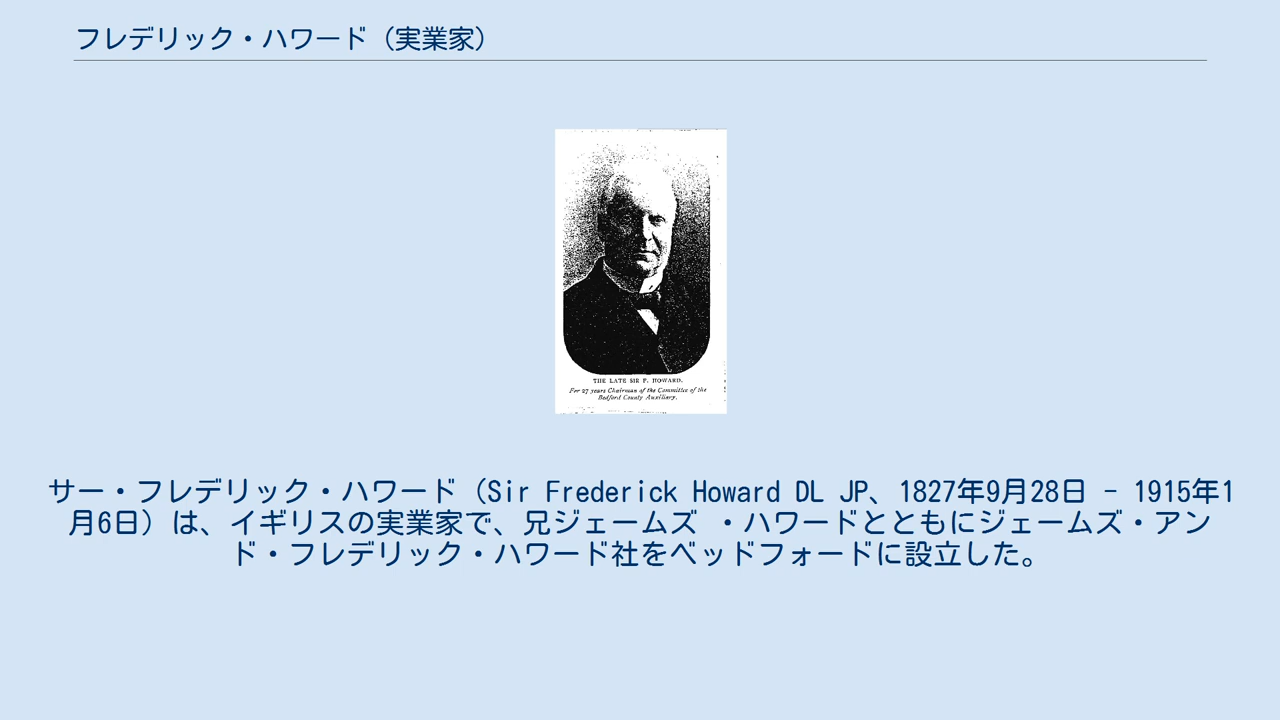 フレデリック・ハワード（実業家）
THE LATE SIR F. HOWARD.
For 27 years Chairman of the Committee of the
Bedford County Auxiliary.
サー・フレデリック・ハワード（Sir Frederick Howard DL JP、1827年9月28日 - 1915年1
月6日）は、イギリスの実業家で、兄ジェームズ ・ハワードとともにジェームズ・アン
ド・フレデリック・ハワード社をベッドフォードに設立した。